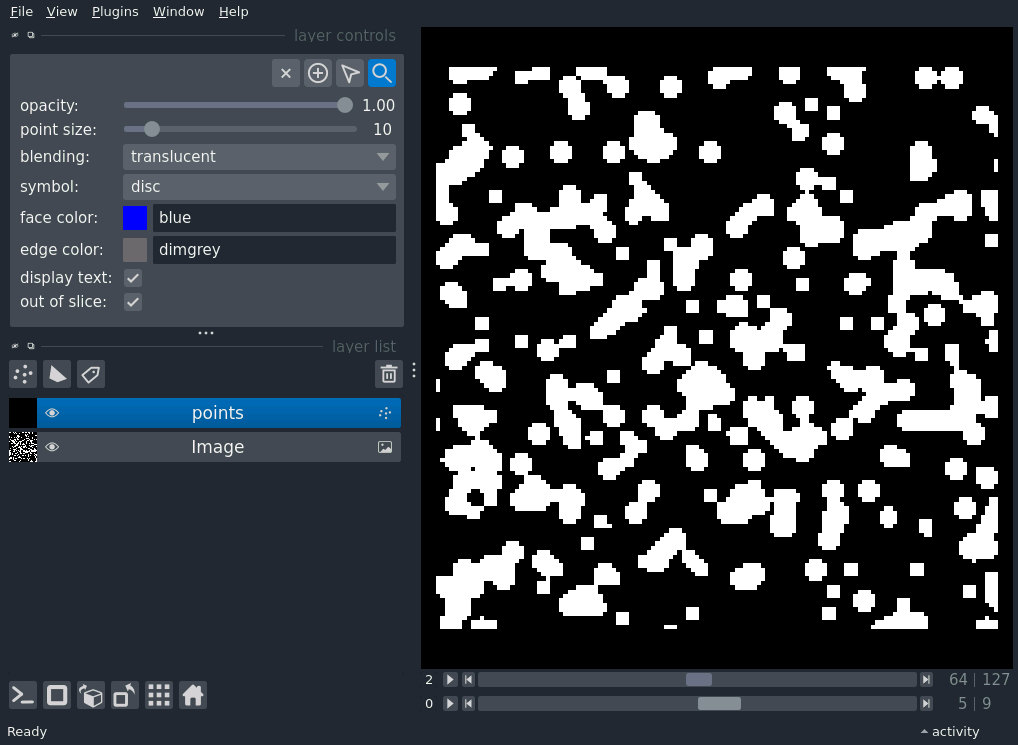 File View Plugins Window Help
layer controls
opacity: 1.00
point size: 10
blending: translucent
symbol: disc
face color: blue
edge color: dimgrey
display text:
out of slice:
layer list
points
Image
2 64 | 127
0 5 | 9
Ready activity